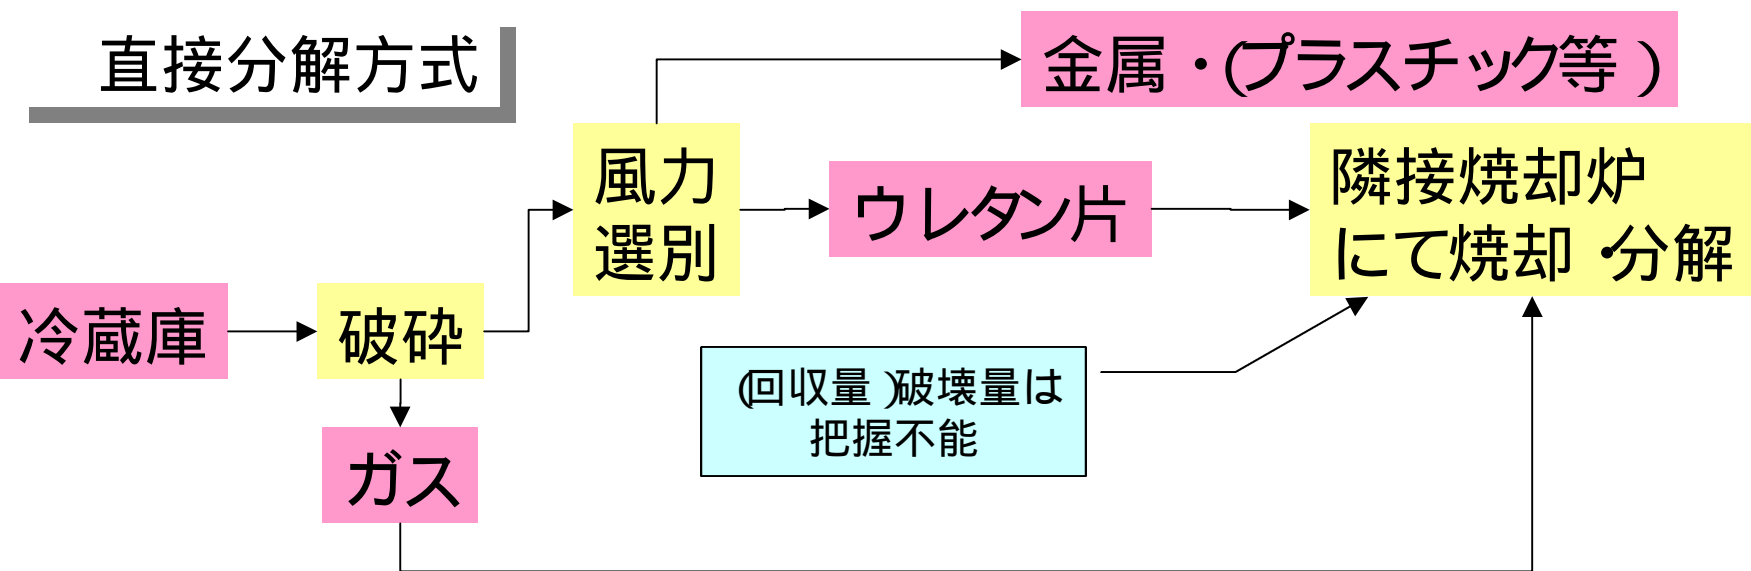 直接分解方式
金属・(プラスチック等)
風力
選別
ウレタン片
隣接焼却炉
にて焼却・分解
冷蔵庫
破砕
(回収量)破壊量は
把握不能
ガス